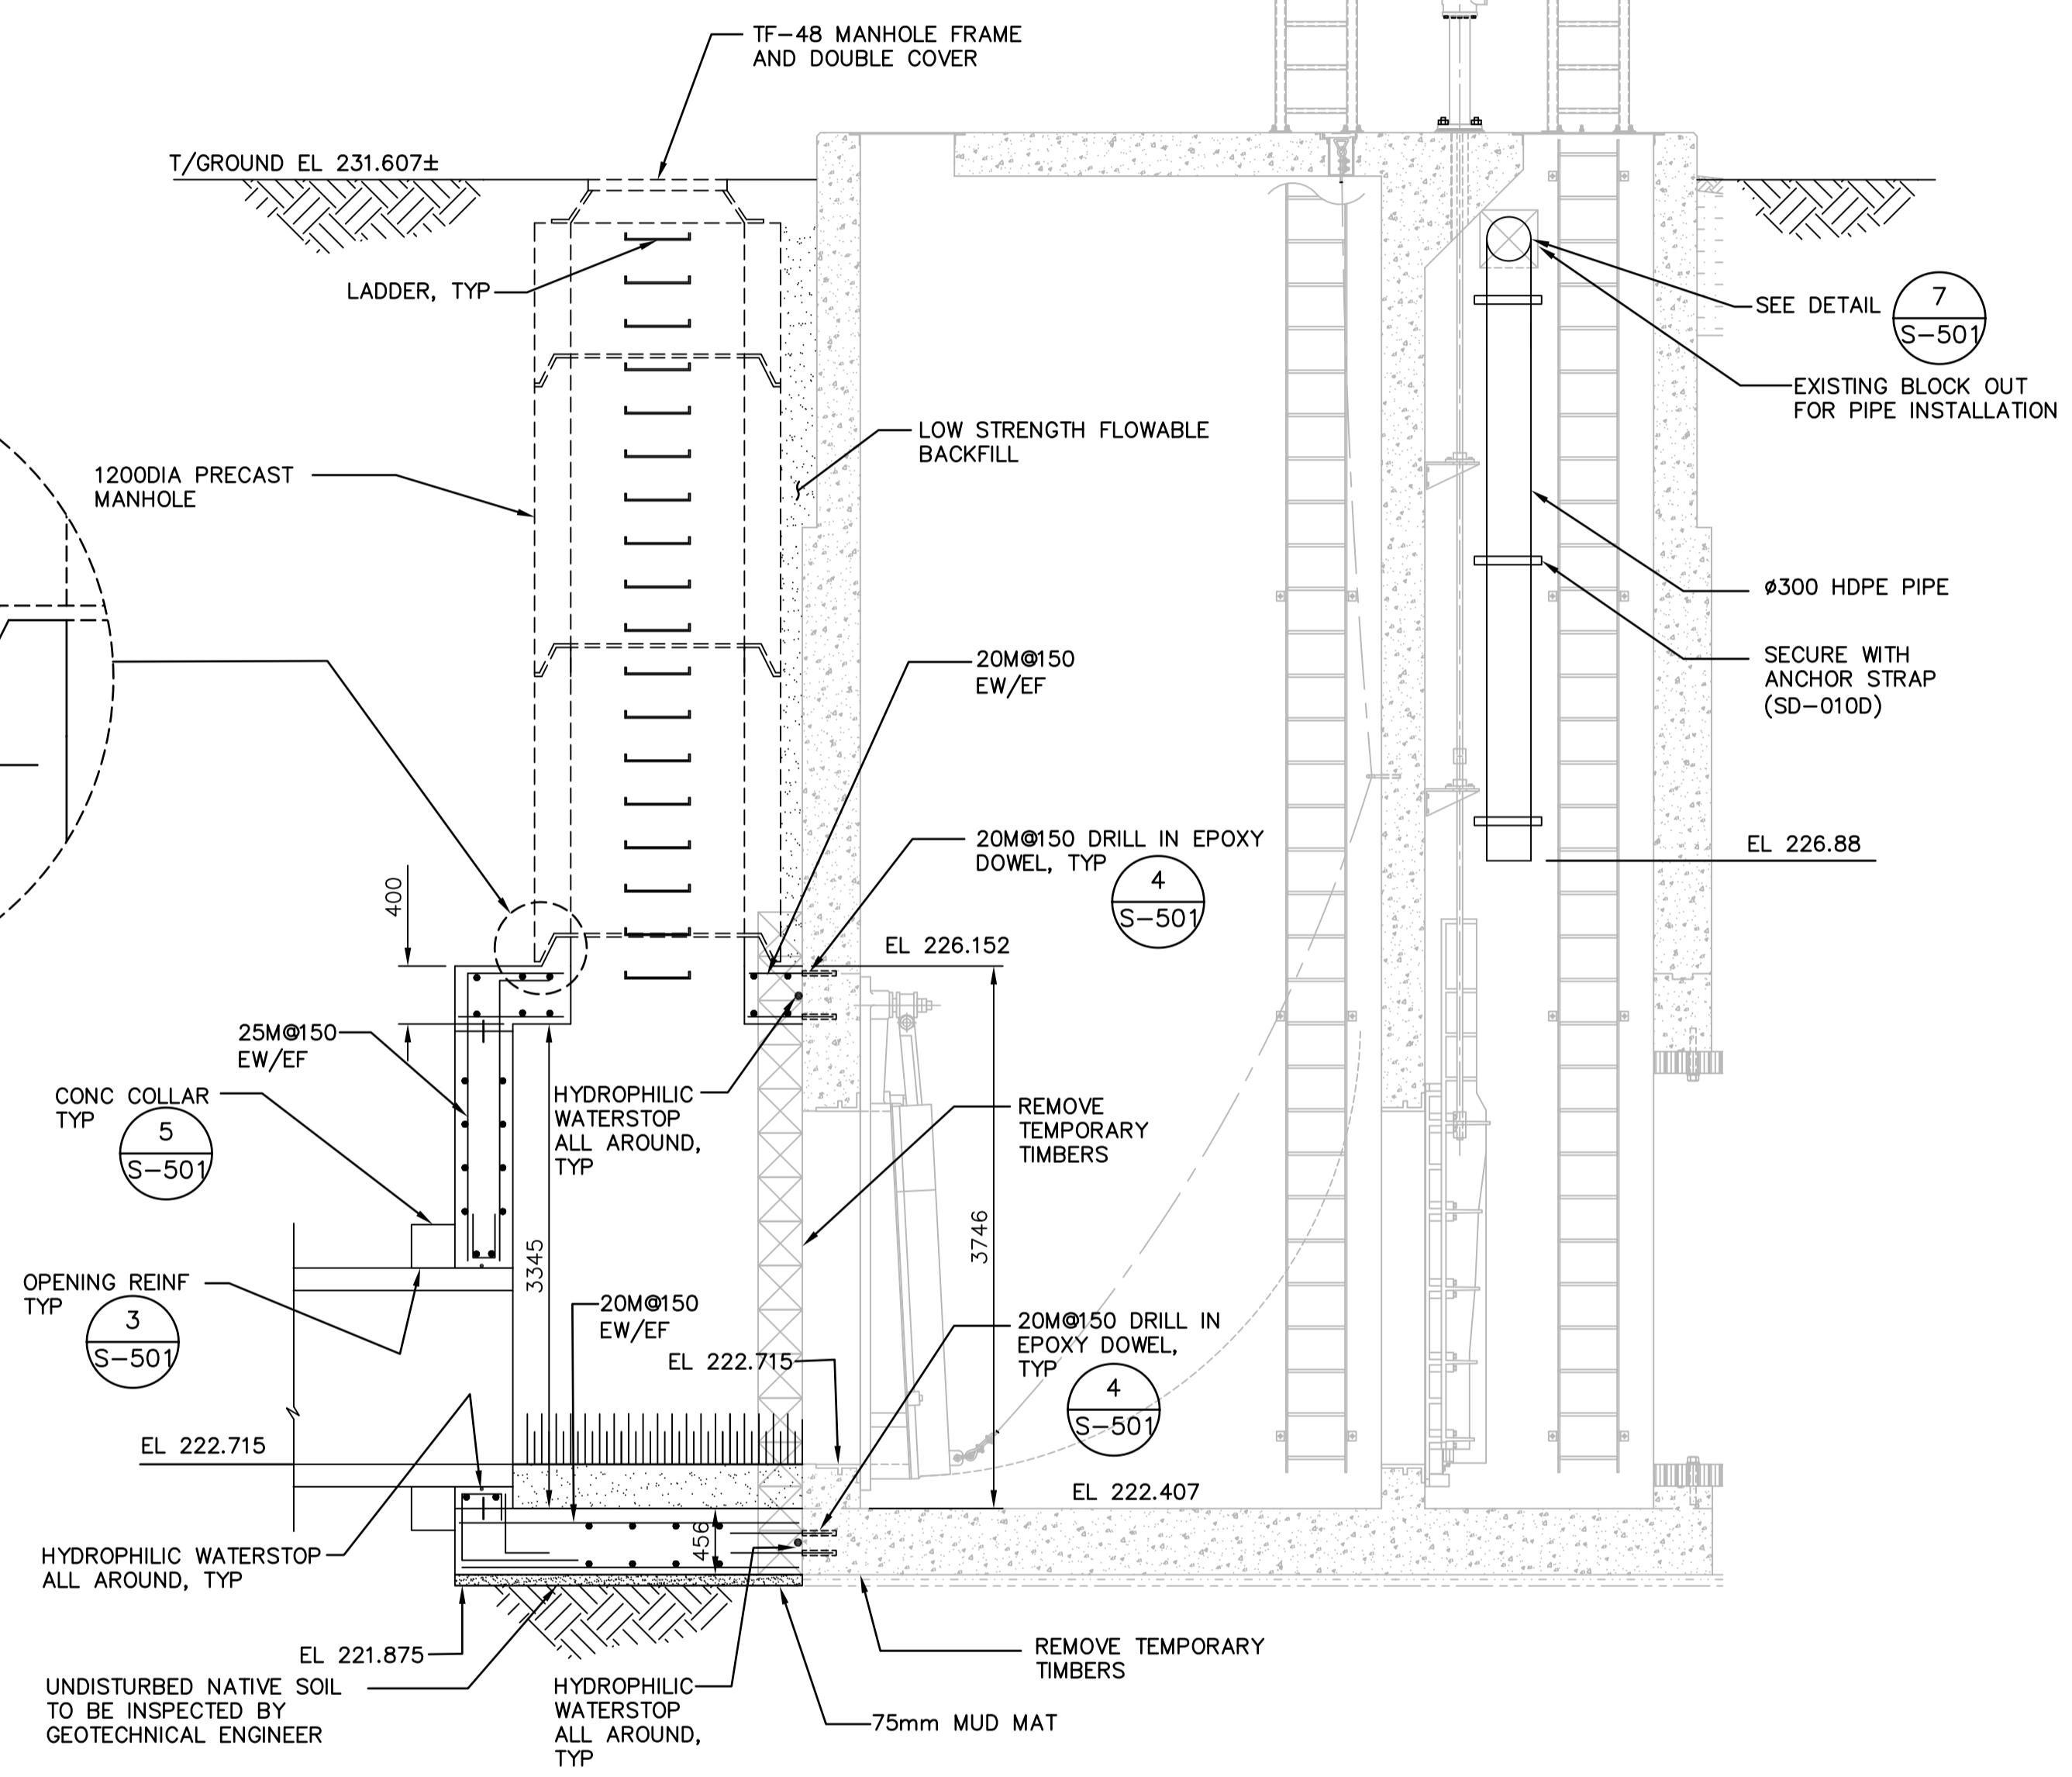 TF-48 MANHOLE FRAME
AND DOUBLE COVER
T/GROUND EL 231.607±
LADDER, TYP
SEE DETAIL
7
S-501
EXISTING BLOCK OUT
FOR PIPE INSTALLATION
LOW STRENGTH FLOWABLE
BACKFILL
1200DIA PRECAST
MANHOLE
ø300 HDPE PIPE
SECURE WITH
ANCHOR STRAP
(SD-010D)
20M@150
EW/EF
20M@150 DRILL IN EPOXY
DOWEL, TYP
4
S-501
EL 226.88
400
EL 226.152
25M@150
EW/EF
CONC COLLAR
TYP
5
S-501
HYDROPHILIC
WATERSTOP
ALL AROUND,
TYP
REMOVE
TEMPORARY
TIMBERS
3345
3746
OPENING REINF
TYP
3
S-501
20M@150
EW/EF
EL 222.715
20M@150 DRILL IN
EPOXY DOWEL,
TYP
4
S-501
EL 222.715
EL 222.407
456
HYDROPHILIC WATERSTOP
ALL AROUND, TYP
EL 221.875
UNDISTURBED NATIVE SOIL
TO BE INSPECTED BY
GEOTECHNICAL ENGINEER
HYDROPHILIC
WATERSTOP
ALL AROUND,
TYP
REMOVE TEMPORARY
TIMBERS
75mm MUD MAT